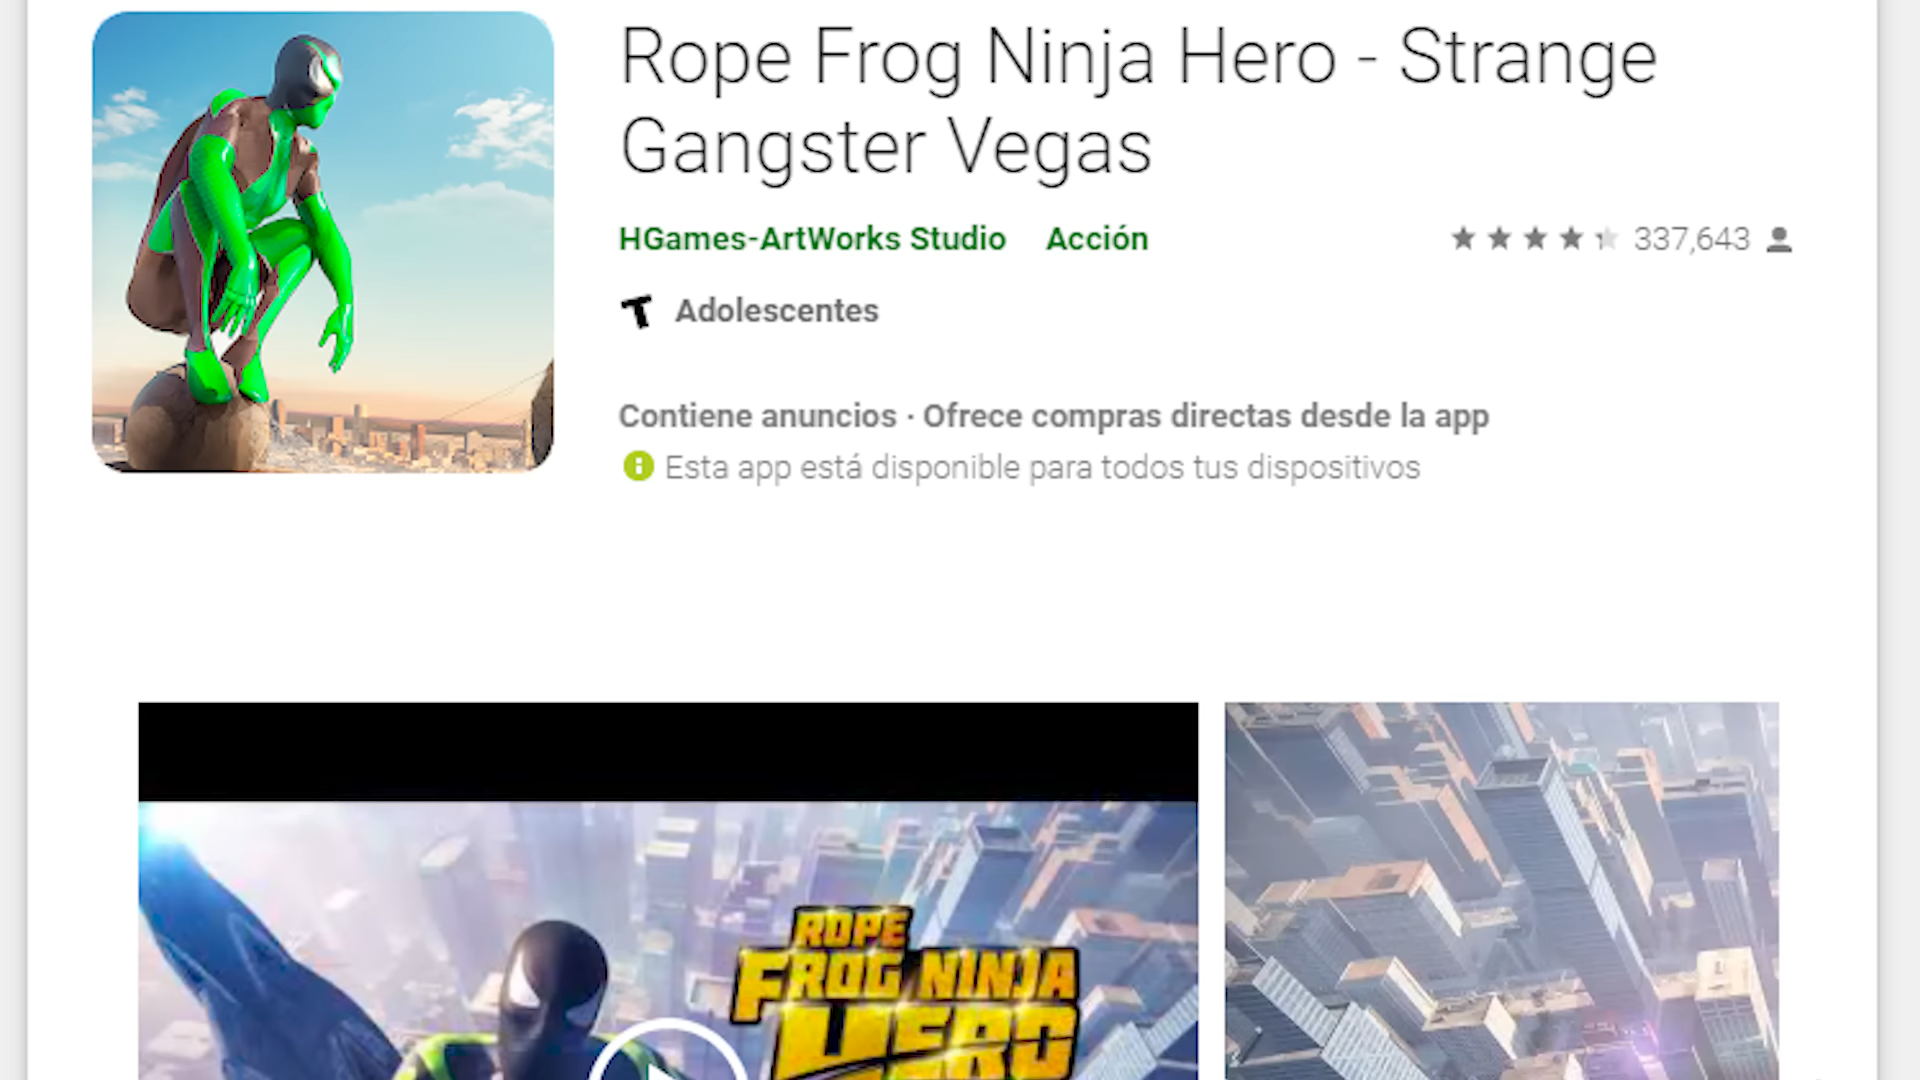 Rope Frog Ninja Hero - Strange
Gangster Vegas
HGames-ArtWorks Studio Acción 337,643
T Adolescentes
Contiene anuncios · Ofrece compras directas desde la app
Esta app está disponible para todos tus dispositivos
ROPE
FROG NINJA
HERO